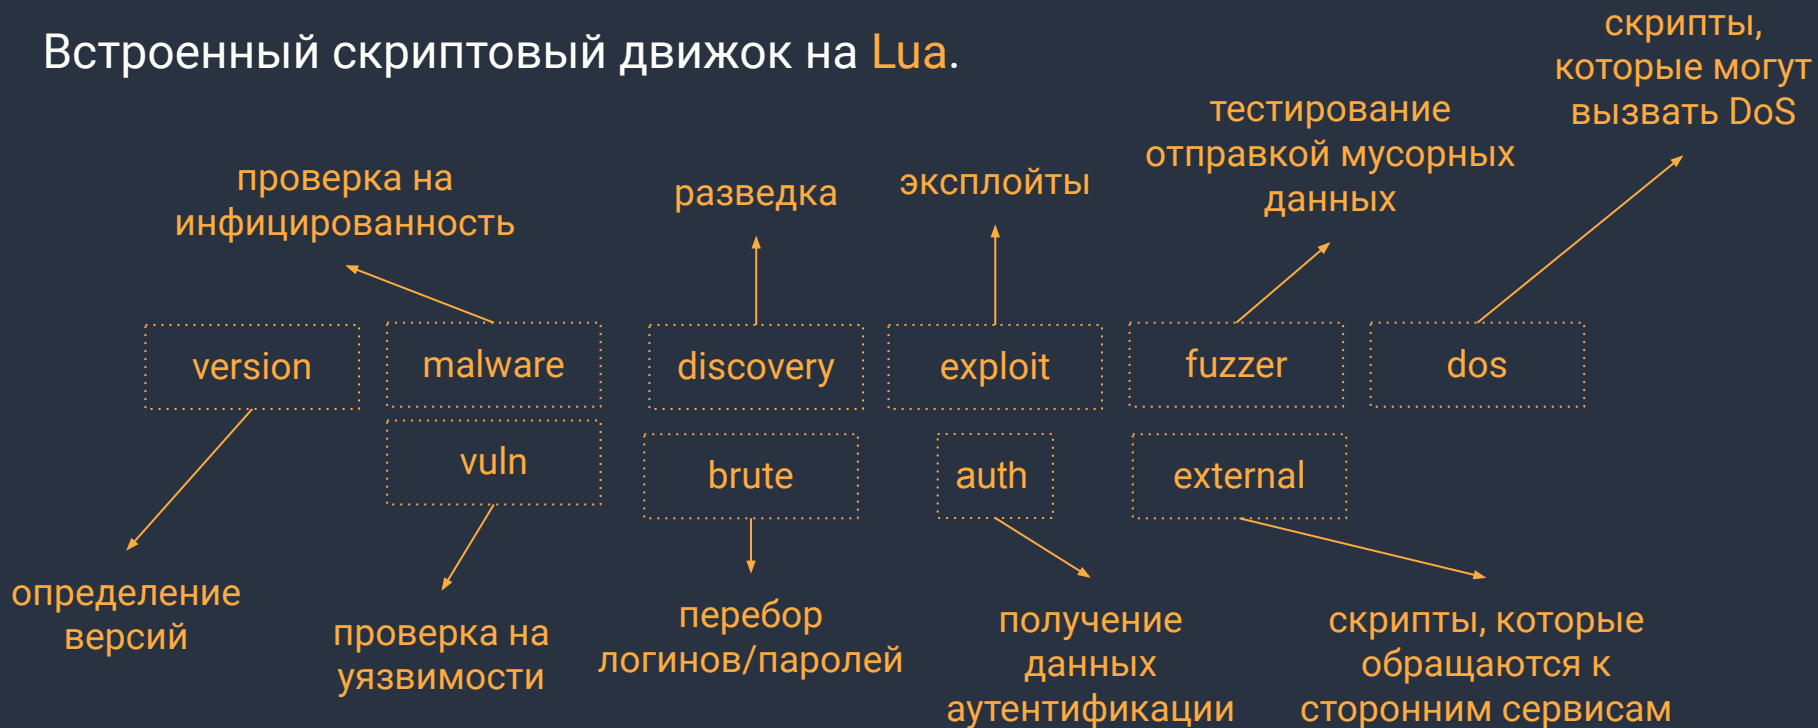 Встроенный скриптовый движок на Lua.
скрипты,
которые могут
вызвать DoS
тестирование
отправкой мусорных
данных
проверка на
инфицированность
разведка
эксплойты
version
malware
discovery
exploit
fuzzer
dos
vuln
brute
auth
external
определение
версий
проверка на
уязвимости
перебор
логинов/паролей
получение
данных
аутентификации
скрипты, которые
обращаются к
сторонним сервисам